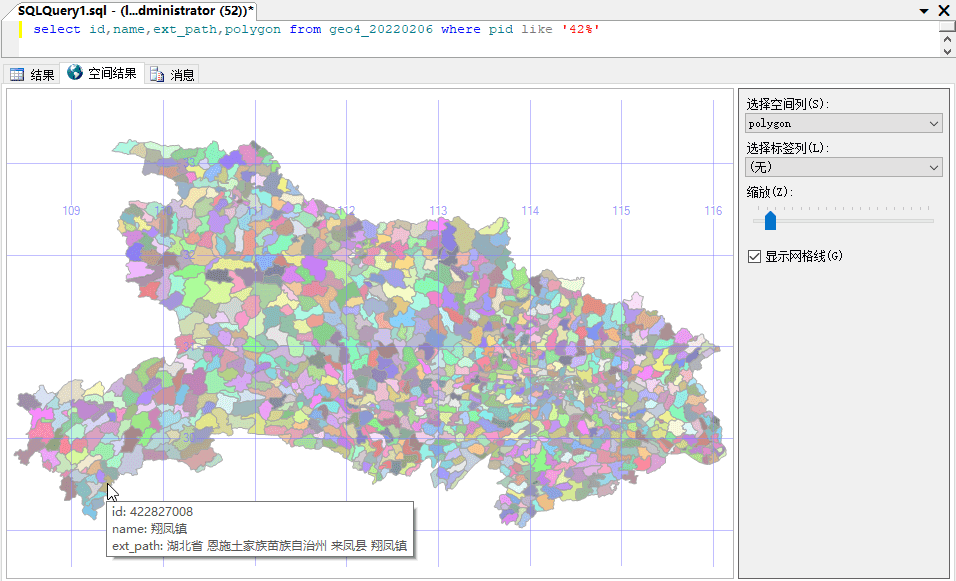 SQLQuery1.sql - (l...dministrator (52))*
select id,name,ext_path,polygon from geo4_20220206 where pid like '42%'
结果 空间结果 消息
选择空间列(S):
polygon
选择标签列(L):
(无)
缩放(Z):
显示网格线(G)
33
109 112 113 114 115 116
32
30
id: 422827008
name: 翔凤镇
ext_path: 湖北省 恩施土家族苗族自治州 来凤县 翔凤镇